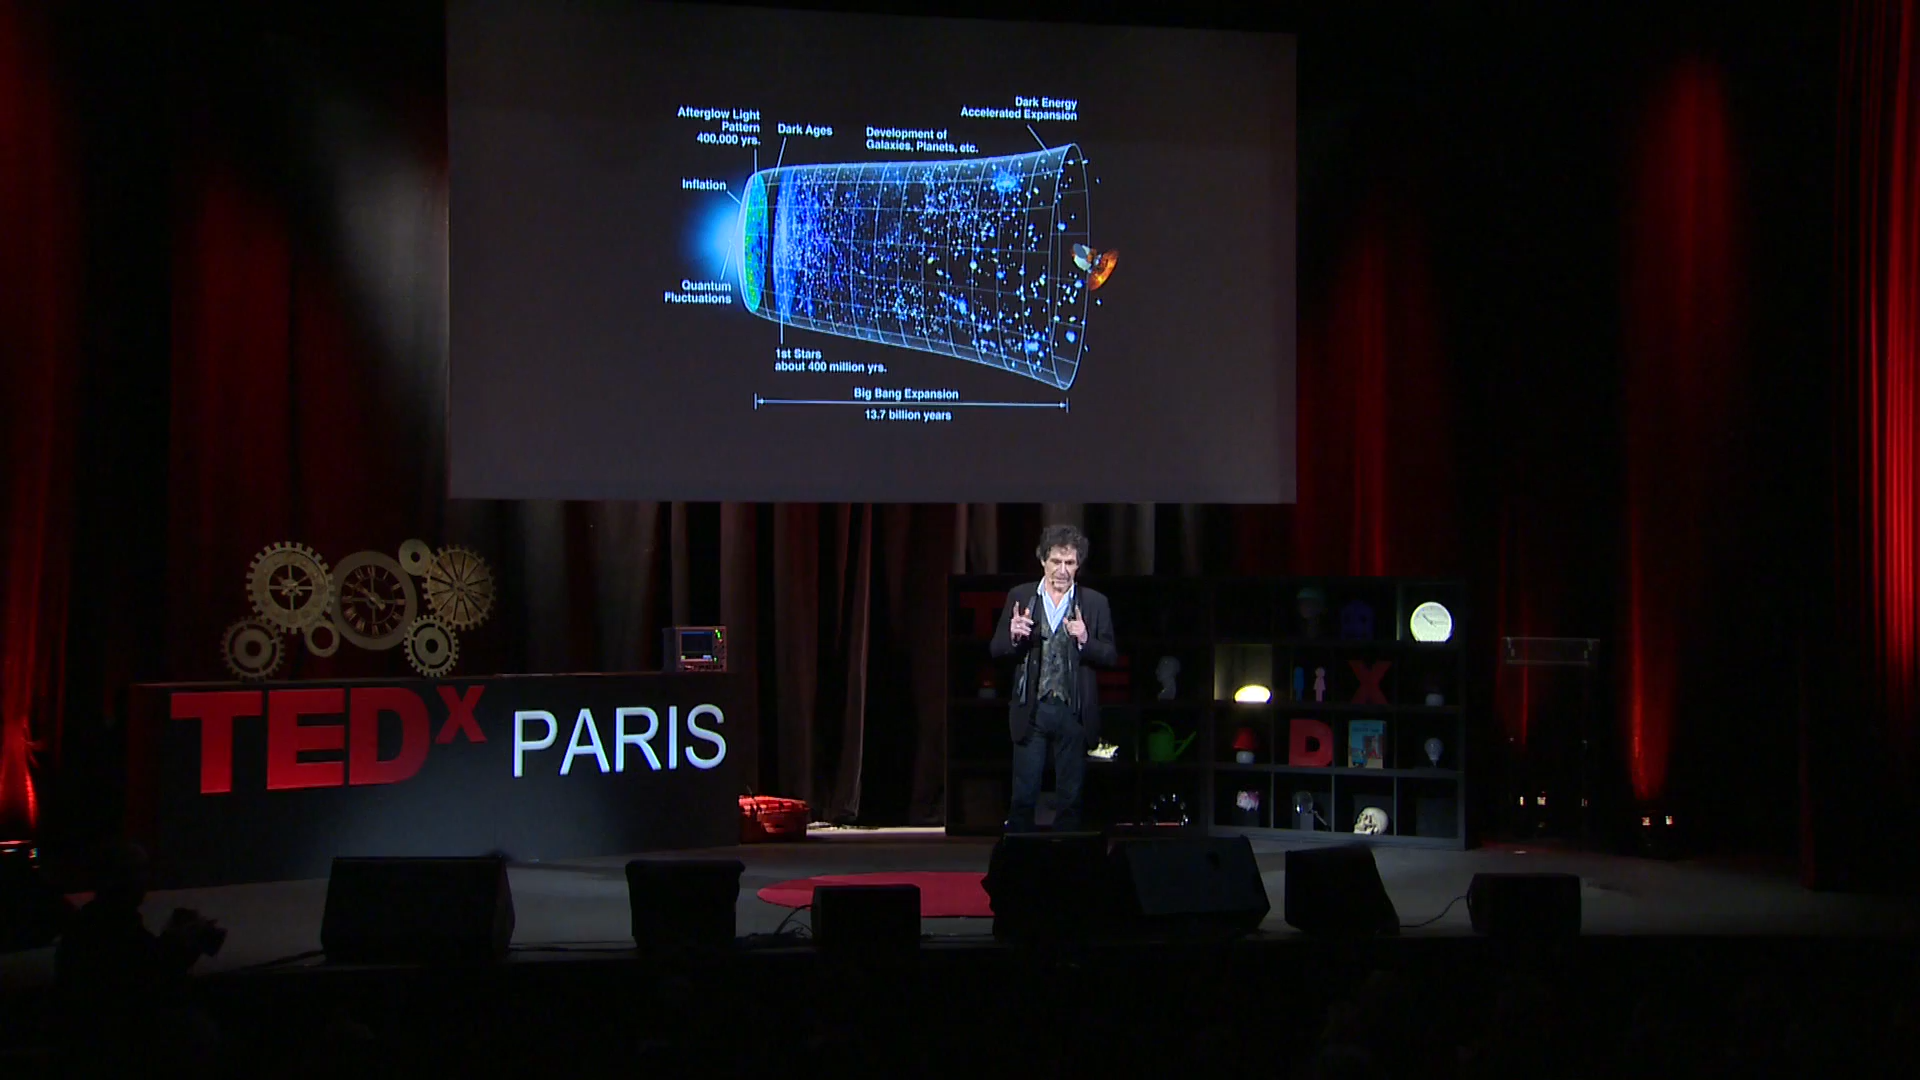 Dark Energy
Accelerated Expansion
Afterglow Light
Pattern
400,000 yrs.
Dark Ages
Development of
Galaxies, Planets, etc.
Inflation
Quantum
Fluctuations
1st Stars
about 400 million yrs.
Big Bang Expansion
13.7 billion years
TEDx PARIS
T
E
X
D